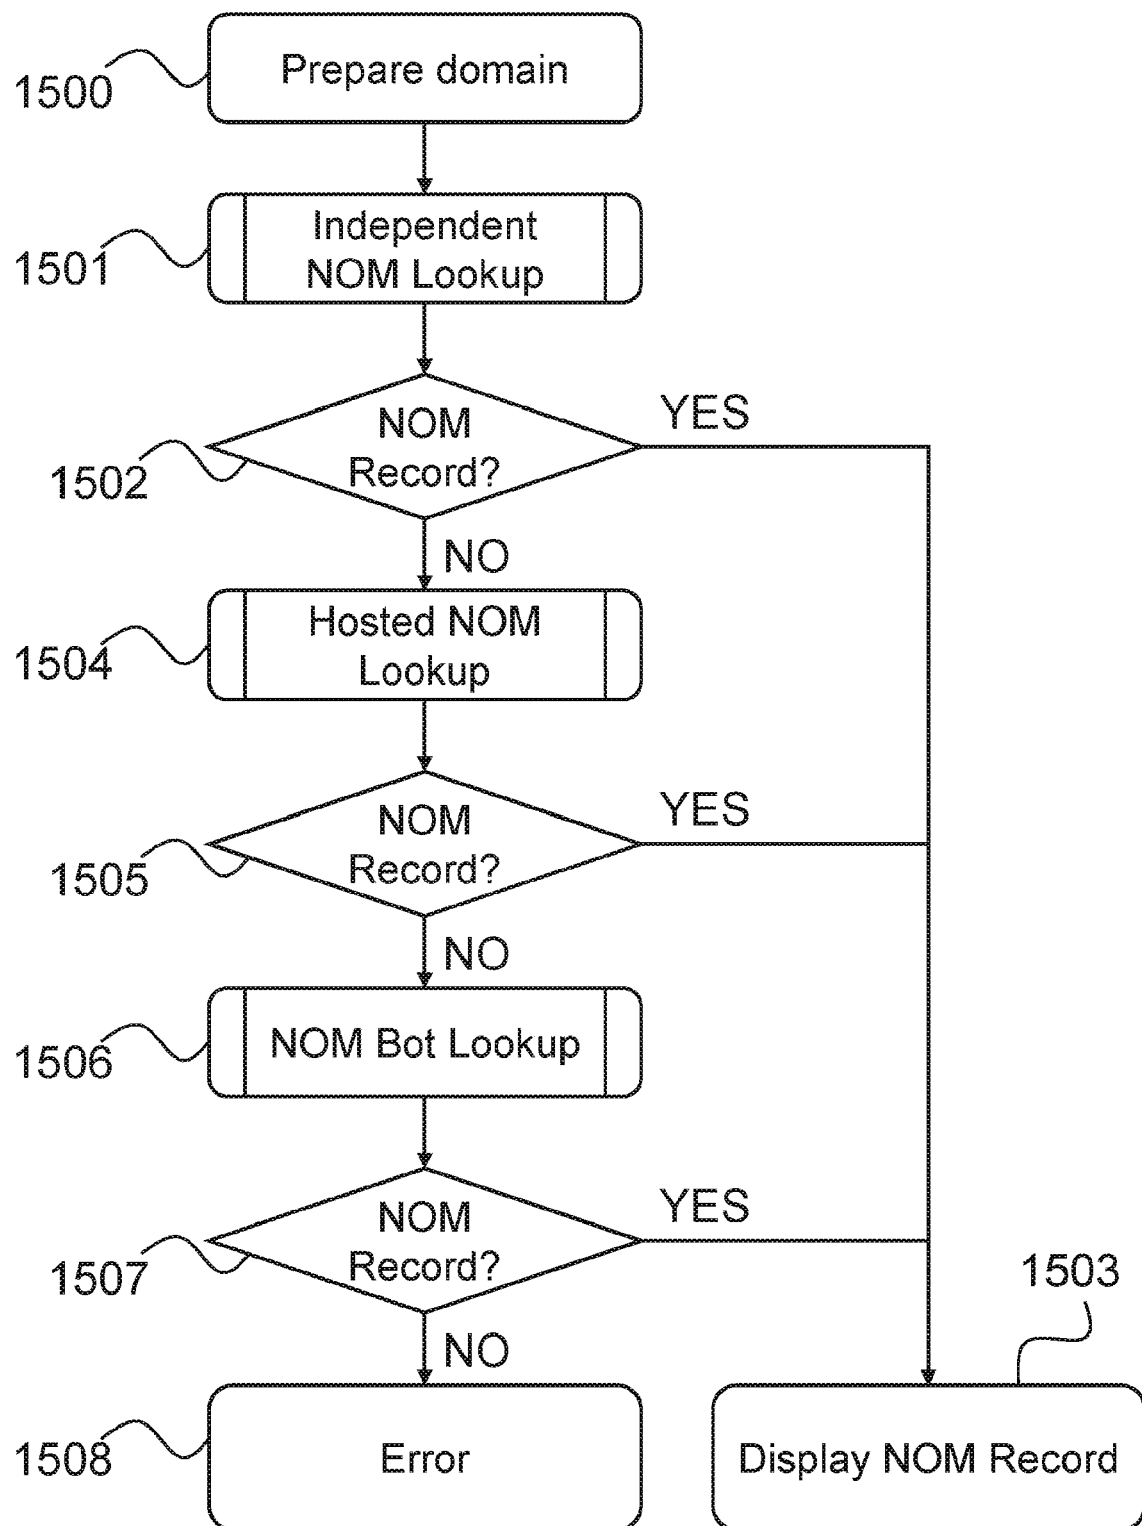 1500
Prepare domain
1501
Independent
NOM Lookup
1502
NOM
Record?
YES
NO
1504
Hosted NOM
Lookup
1505
NOM
Record?
YES
NO
1506
NOM Bot Lookup
1507
NOM
Record?
YES
NO
1503
1508
Error
Display NOM Record